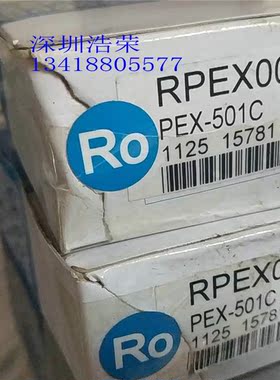 深圳浩荣
13418805577
RPEX00
PEX-501C
1125 15781
Ro
RPEX0
PEX-501C
1125 1578
Ro